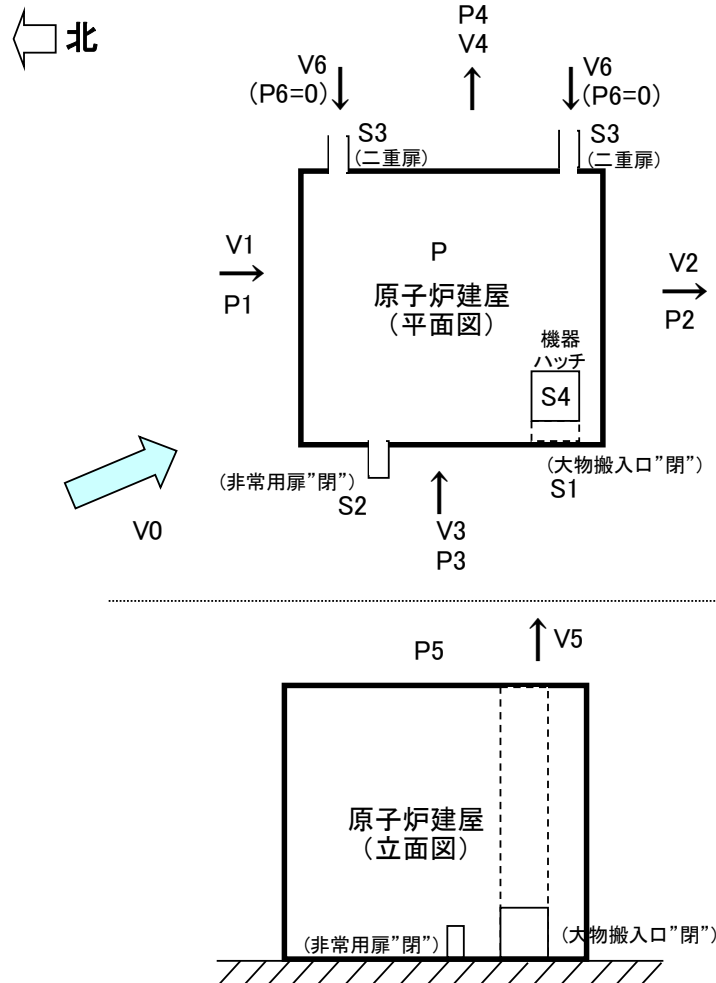 北
P4
V4
V6
(P6=0)
V6
(P6=0)
S3
(二重扉)
S3
(二重扉)
V1
P1
P
原子炉建屋
(平面図)
V2
P2
機器
ハッチ
S4
(非常用扉”閉”)
S2
(大物搬入口”閉”)
S1
V0
V3
P3
P5
V5
原子炉建屋
(立面図)
(非常用扉”閉”)
(大物搬入口”閉”)